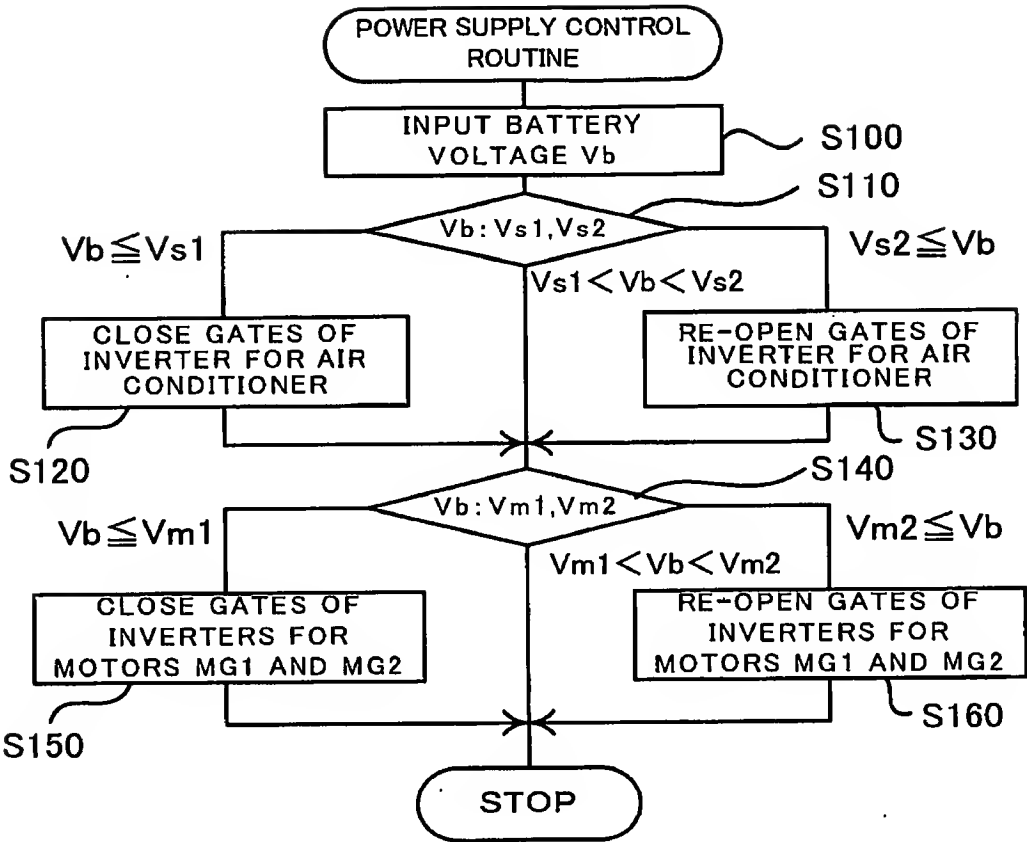 POWER SUPPLY CONTROL
ROUTINE
INPUT BATTERY
VOLTAGE Vb
S100
S110
Vb:Vs1,Vs2
Vb≦Vs1
Vs2≦Vb
Vs1<Vb<Vs2
CLOSE GATES OF
INVERTER FOR AIR
CONDITIONER
RE-OPEN GATES OF
INVERTER FOR AIR
CONDITIONER
S120
S130
S140
Vb:Vm1,Vm2
Vb≦Vm1
Vm2≦Vb
Vm1<Vb<Vm2
CLOSE GATES OF
INVERTERS FOR
MOTORS MG1 AND MG2
RE-OPEN GATES OF
INVERTERS FOR
MOTORS MG1 AND MG2
S150
S160
STOP